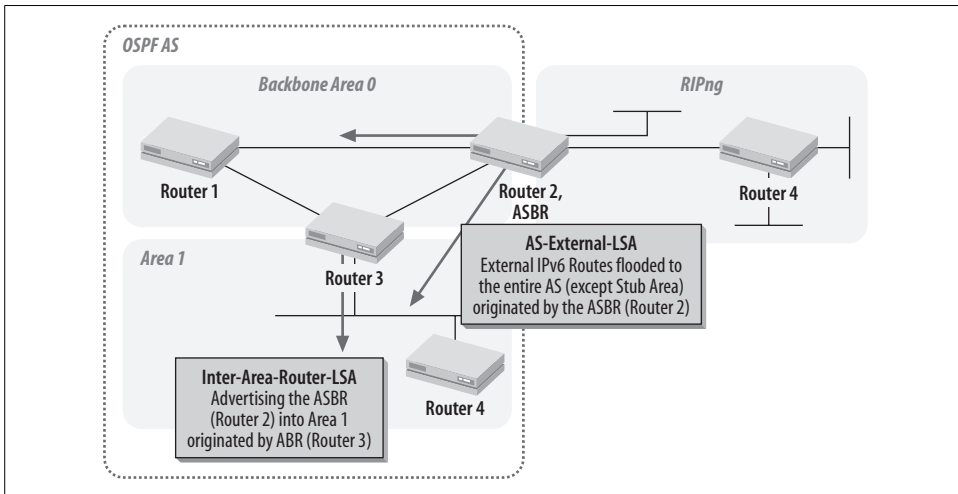 OSPF AS
Backbone Area 0
RIPng
Router 1
Router 2,
ASBR
Router 4
Area 1
Router 3
AS-External-LSA
External IPv6 Routes flooded to
the entire AS (except Stub Area)
originated by the ASBR (Router 2)
Inter-Area-Router-LSA
Advertising the ASBR
(Router 2) into Area 1
originated by ABR (Router 3)
Router 4